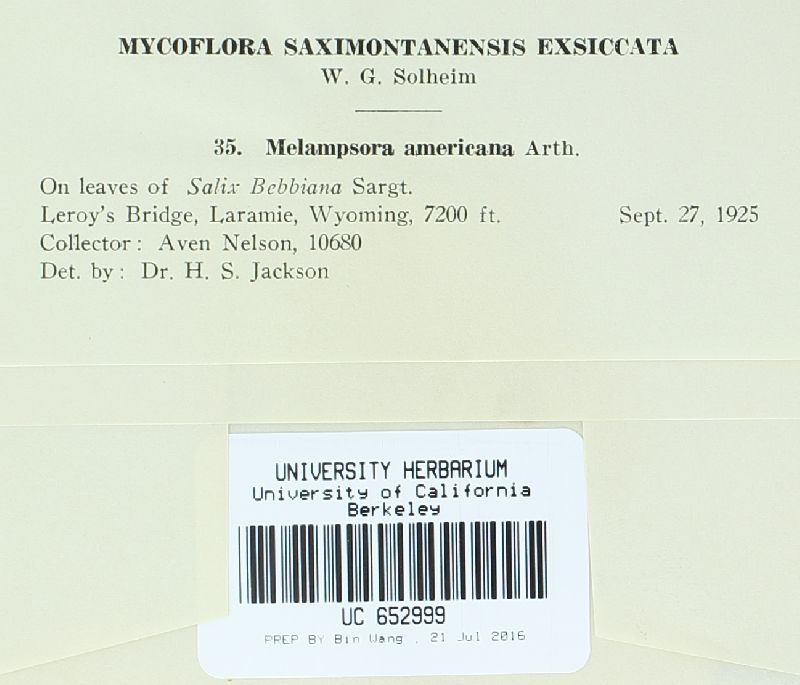 MYCOFLORA SAXIMONTANENSIS EXSICCATA
W. G. Solheim
35. Melampsora americana Arth.
On leaves of Salix Bebbiana Sargt.
Leroy's Bridge, Laramie, Wyoming, 7200 ft. Sept. 27, 1925
Collector: Aven Nelson, 10680
Det. by: Dr. H. S. Jackson
UNIVERSITY HERBARIUM
University of California
Berkeley
UC 652999
PREP BY Bin Wang , 21 Jul 2016